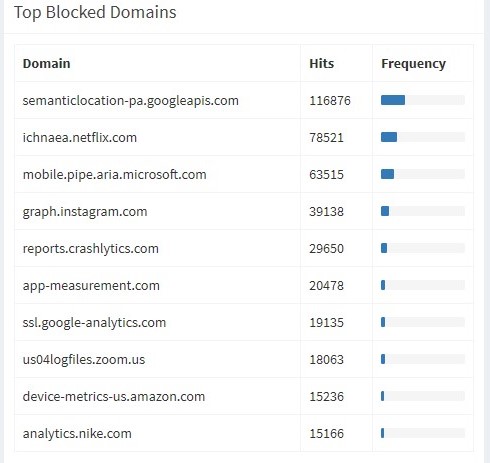 Top Blocked Domains
Domain Hits Frequency
semanticlocation-pa.googleapis.com 116876
ichnaea.netflix.com 78521
mobile.pipe.aria.microsoft.com 63515
graph.instagram.com 39138
reports.crashlytics.com 29650
app-measurement.com 20478
ssl.google-analytics.com 19135
us04logfiles.zoom.us 18063
device-metrics-us.amazon.com 15236
analytics.nike.com 15166